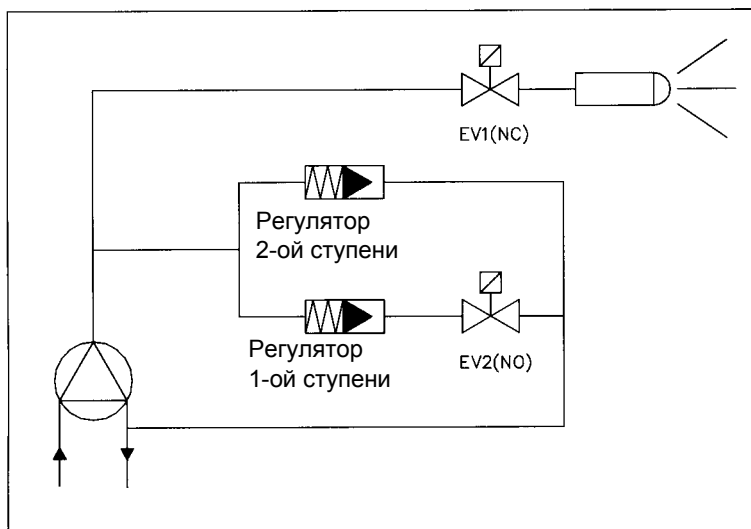 EV1(NC)
Регулятор
2-ой ступени
Регулятор
1-ой ступени
EV2(NO)